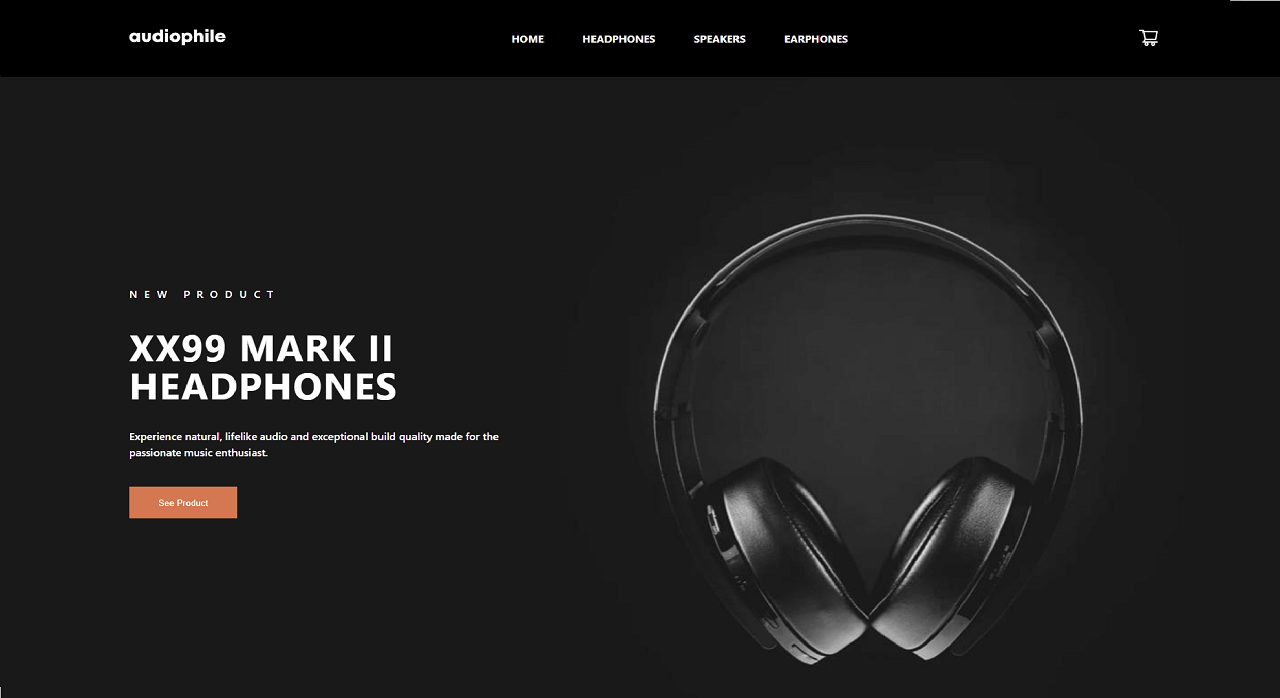 audiophile
HOME HEADPHONES SPEAKERS EARPHONES
NEW PRODUCT
XX99 MARK II
HEADPHONES
Experience natural, lifelike audio and exceptional build quality made for the
passionate music enthusiast.
See Product